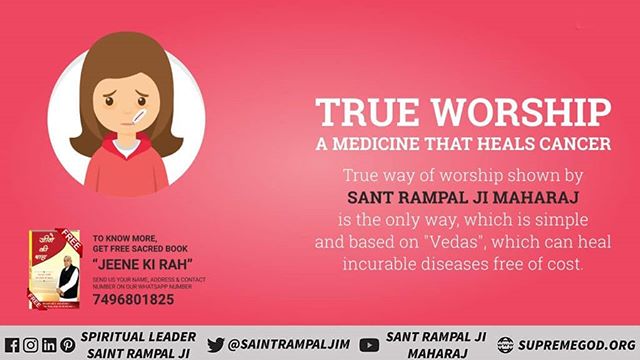 TRUE WORSHIP
A MEDICINE THAT HEALS CANCER
True way of worship shown by
SANT RAMPAL JI MAHARAJ
is the only way, which is simple
and based on "Vedas", which can heal
incurable diseases free of cost.
FREE
जीने
की
राह
FREE
TO KNOW MORE,
GET FREE SACRED BOOK
“JEENE KI RAH”
SEND US YOUR NAME, ADDRESS & CONTACT
NUMBER ON OUR WHATSAPP NUMBER
7496801825
SPIRITUAL LEADER
SAINT RAMPAL JI
@SAINTRAMPALJIM
SANT RAMPAL JI
MAHARAJ
SUPREMEGOD.ORG